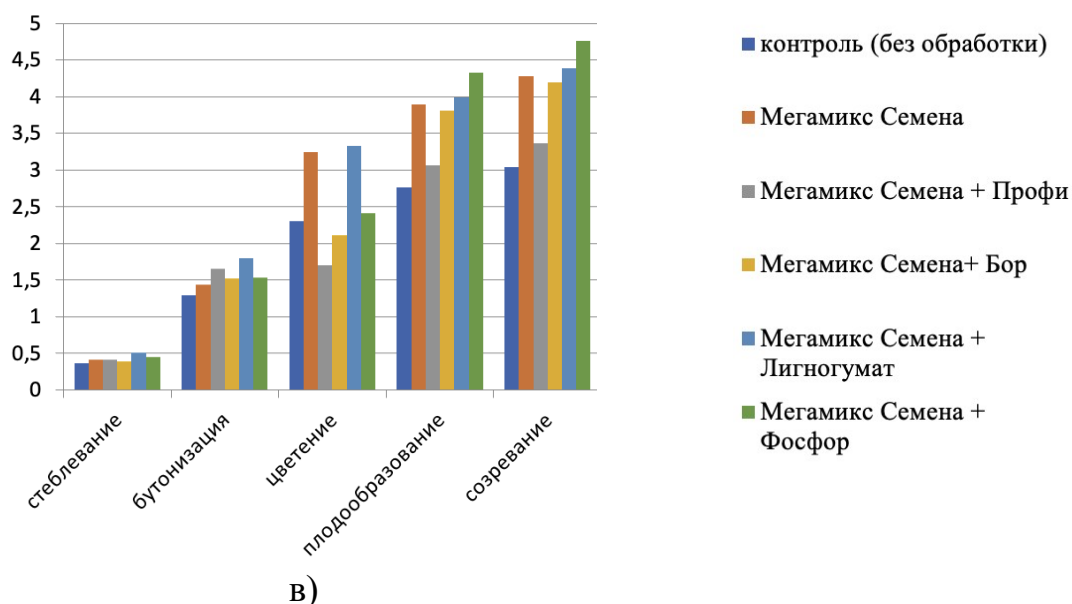 5
4,5
4
3,5
3
2,5
2
1,5
1
0,5
0
стеблевание
бутонизация
цветение
плодообразование
созревание
контроль (без обработки)
Мегамикс Семена
Мегамикс Семена + Профи
Мегамикс Семена+ Бор
Мегамикс Семена +
Лигногумат
Мегамикс Семена +
Фосфор
в)